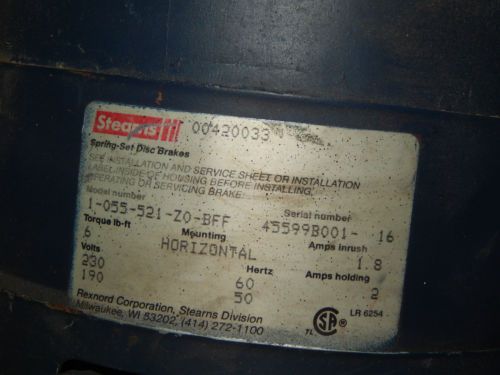 Stearns 00420033
Spring-Set Disc Brakes
SEE INSTALLATION AND SERVICE SHEET OR INSTALLATION
LABEL INSIDE OF HOUSING BEFORE INSTALLING,
OPERATING OR SERVICING BRAKE.
Model number Serial number
1-055-521-Z0-BFF 45599B001- 16
Torque lb-ft Mounting Amps inrush
6 HORIZONTAL 1.8
Volts Hertz Amps holding
230 60 2
190 50
Rexnord Corporation, Stearns Division
Milwaukee, WI 53202, (414) 272-1100
TL SA LR 6254